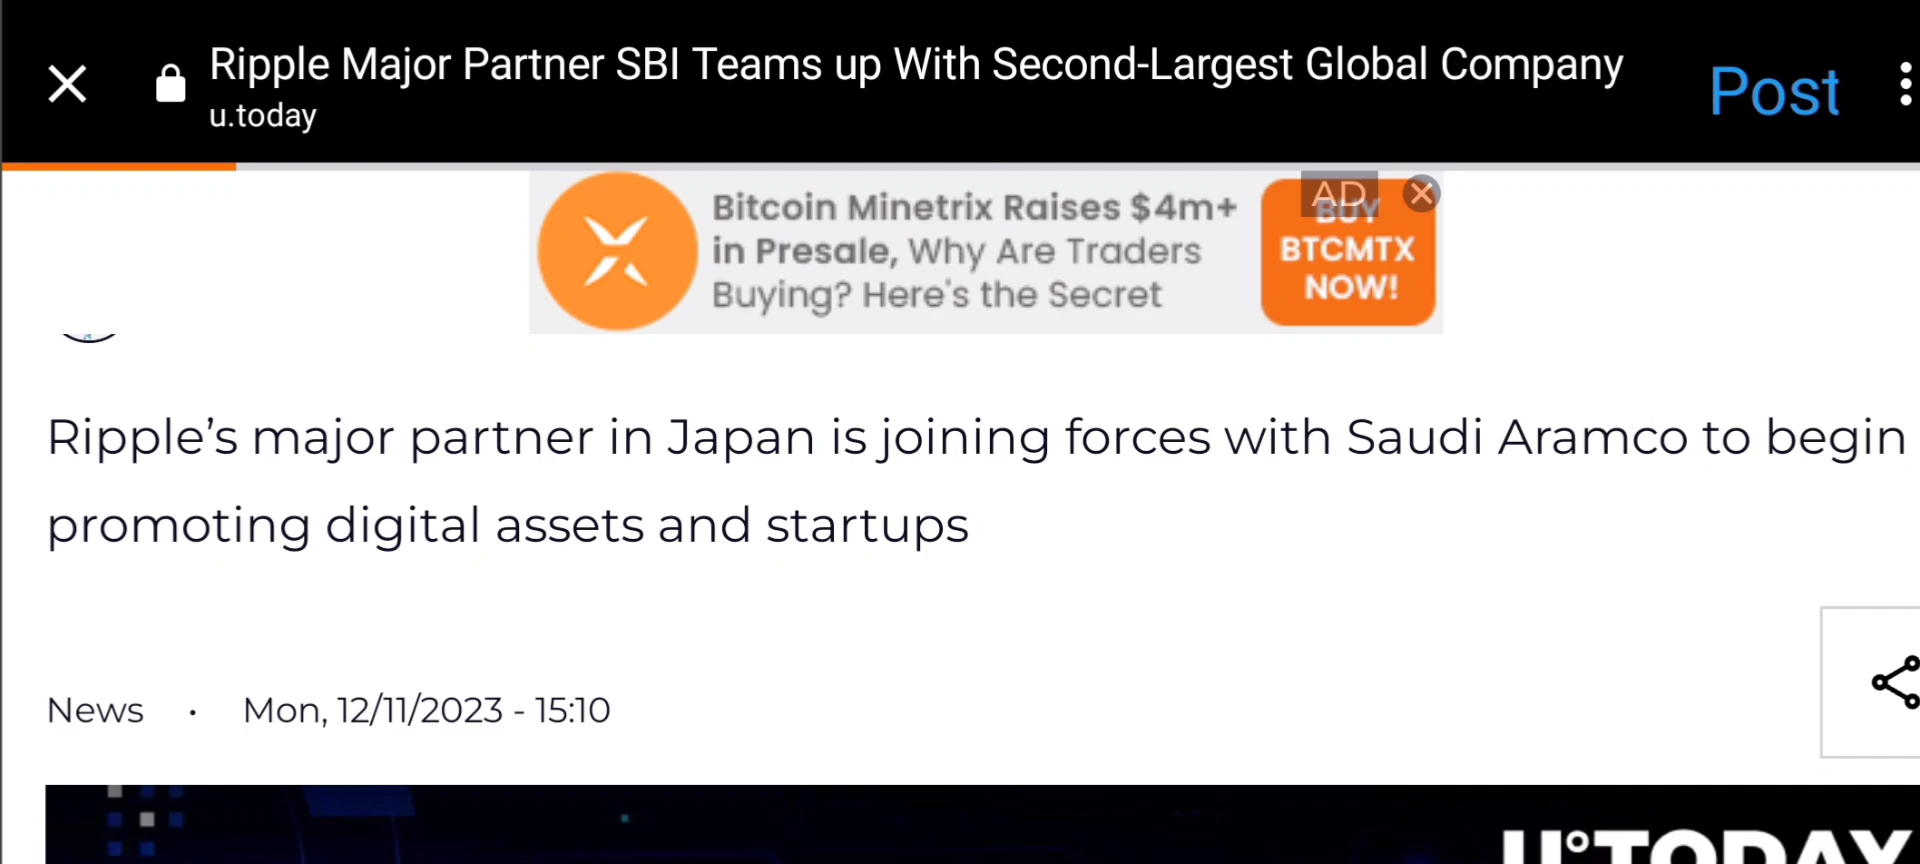 Ripple Major Partner SBI Teams up With Second-Largest Global Company
u.today
Post
Bitcoin Minetrix Raises $4m+
in Presale, Why Are Traders
Buying? Here's the Secret
AD
BUY
BTCMTX
NOW!
Ripple’s major partner in Japan is joining forces with Saudi Aramco to begin
promoting digital assets and startups
News · Mon, 12/11/2023 - 15:10
U°TODAY